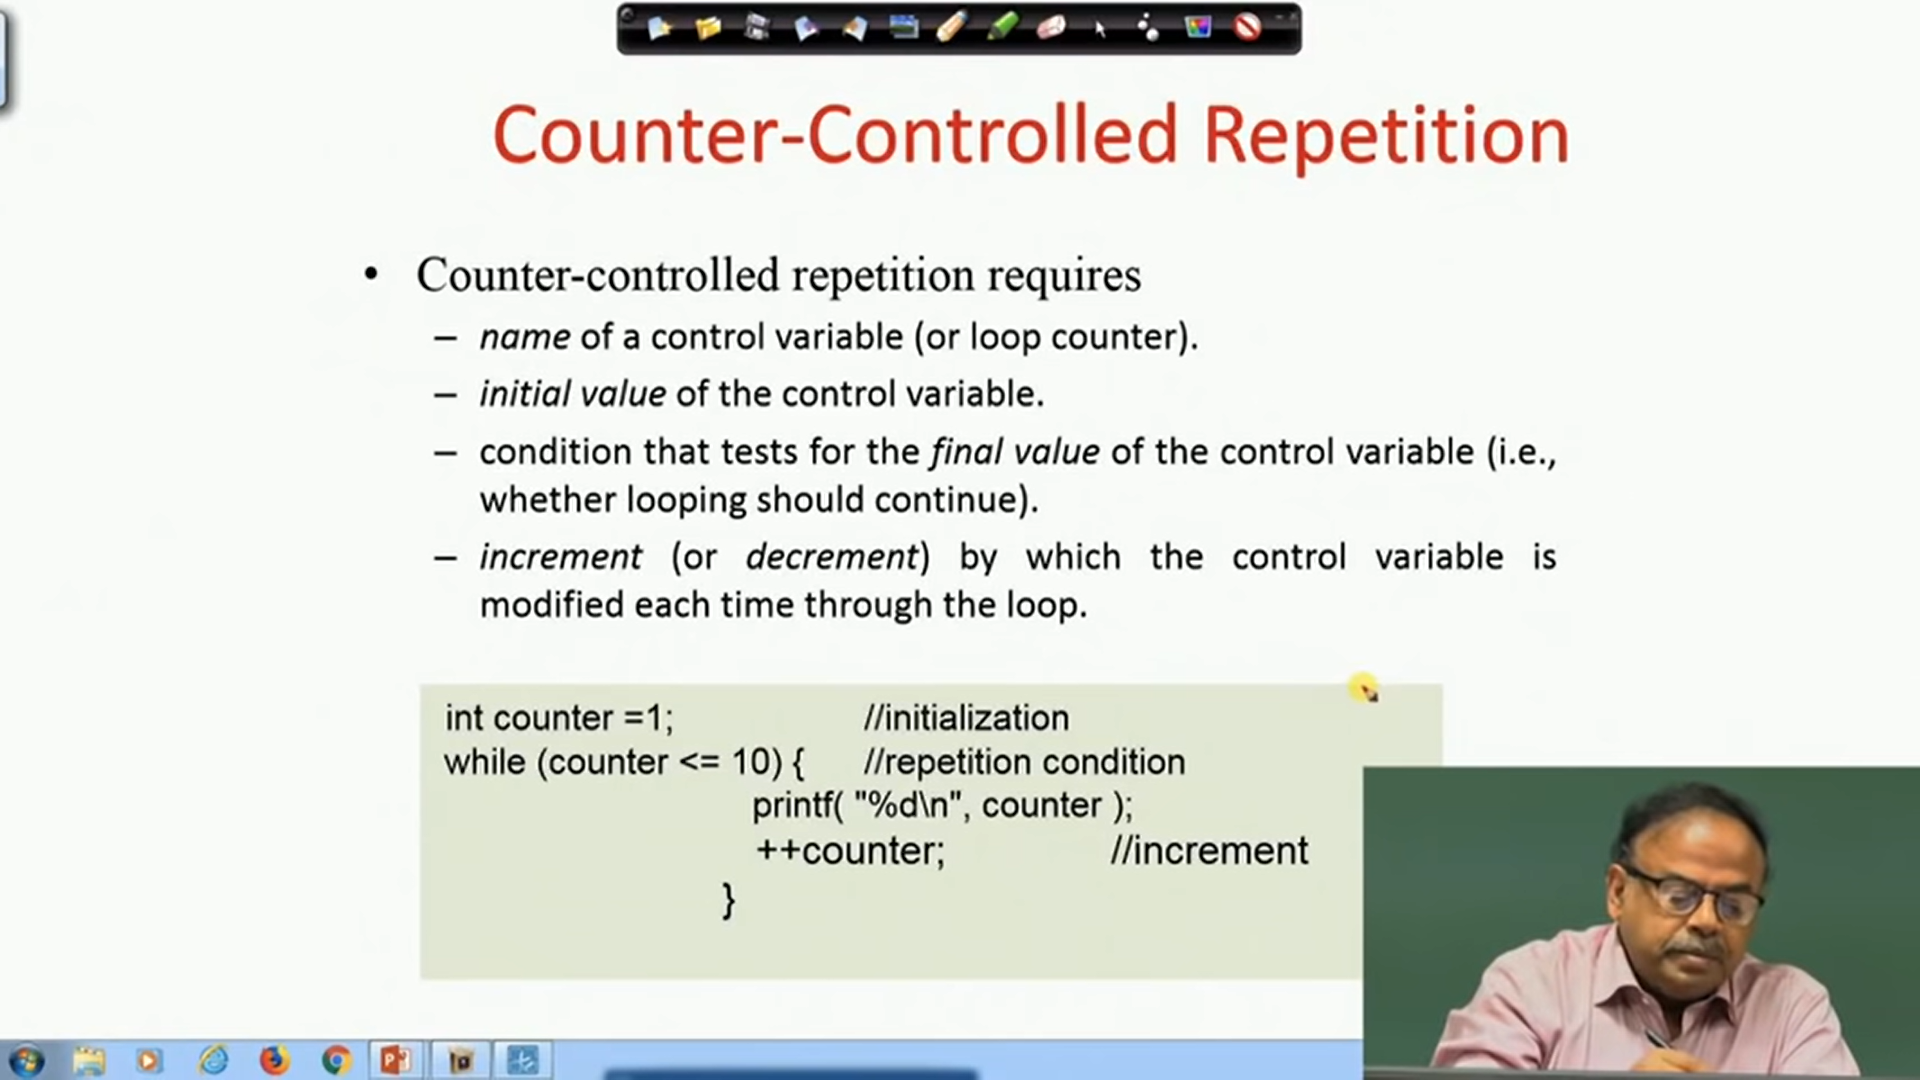 Counter-Controlled Repetition
• Counter-controlled repetition requires
– name of a control variable (or loop counter).
– initial value of the control variable.
– condition that tests for the final value of the control variable (i.e.,
whether looping should continue).
– increment (or decrement) by which the control variable is
modified each time through the loop.
int counter =1; //initialization
while (counter <= 10) { //repetition condition
printf( "%d\n", counter );
++counter; //increment
}